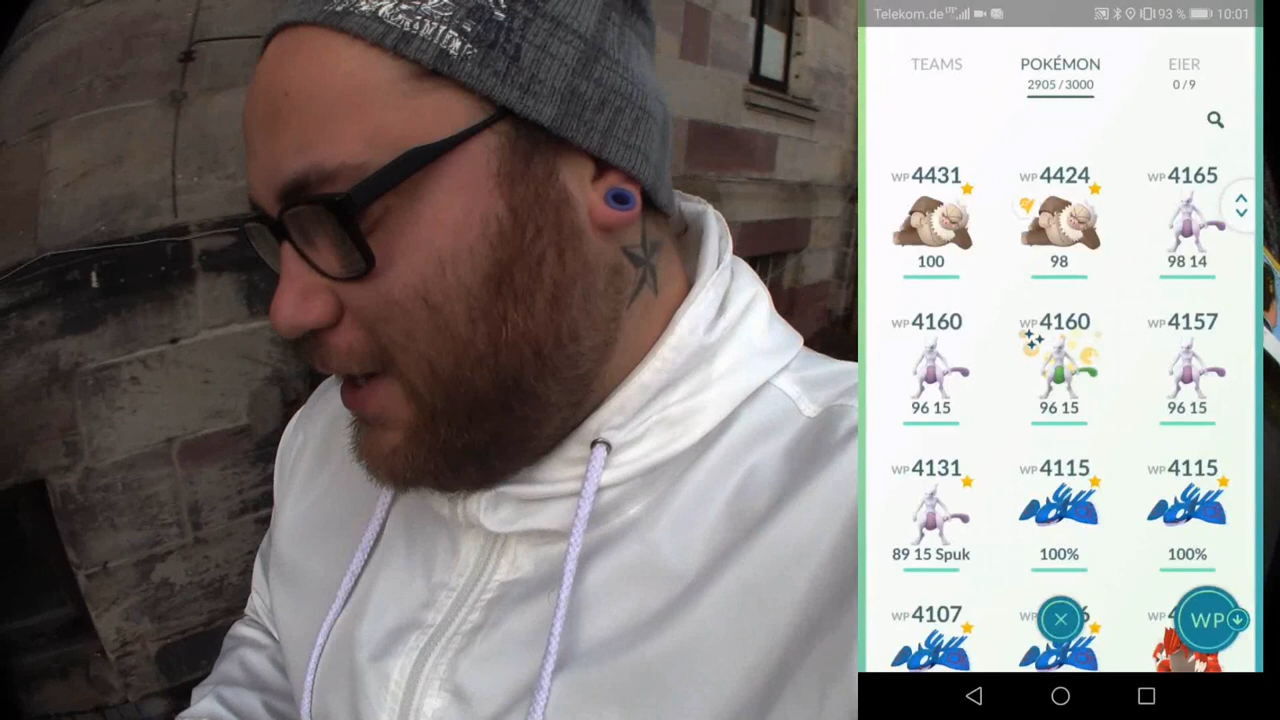 Telekom.de LTE 93 % 10:01
TEAMS POKÉMON EIER
2905 / 3000 0 / 9
WP 4431 WP 4424 WP 4165
100 98 98 14
WP 4160 WP 4160 WP 4157
96 15 96 15 96 15
WP 4131 WP 4115 WP 4115
89 15 Spuk 100% 100%
WP 4107 WP
WP